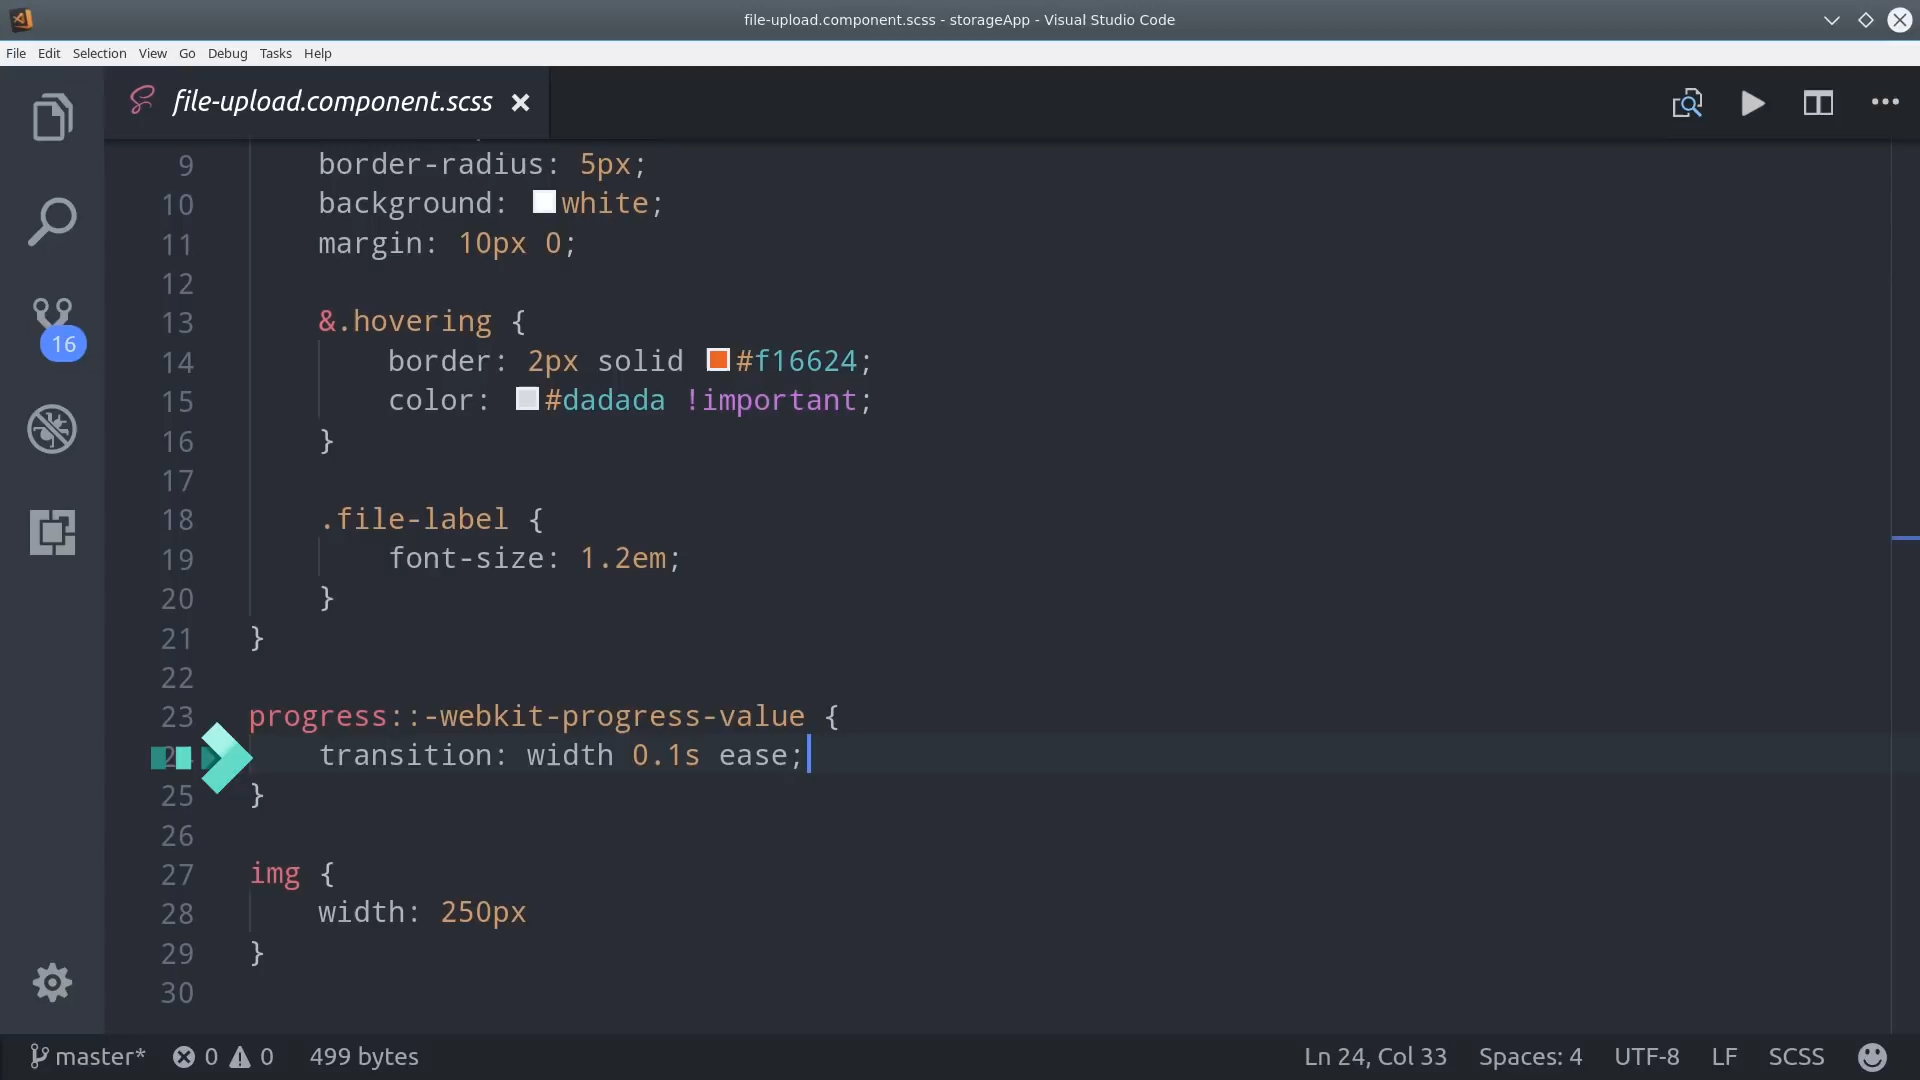 file-upload.component.scss - storageApp - Visual Studio Code
File Edit Selection View Go Debug Tasks Help
file-upload.component.scss
9 border-radius: 5px;
10 background: white;
11 margin: 10px 0;
12
13 &.hovering {
14 border: 2px solid #f16624;
15 color: #dadada !important;
16 }
17
18 .file-label {
19 font-size: 1.2em;
20 }
21 }
22
23 progress::-webkit-progress-value {
transition: width 0.1s ease;
25 }
26
27 img {
28 width: 250px
29 }
30
16
master* 0 0 499 bytes Ln 24, Col 33 Spaces: 4 UTF-8 LF SCSS